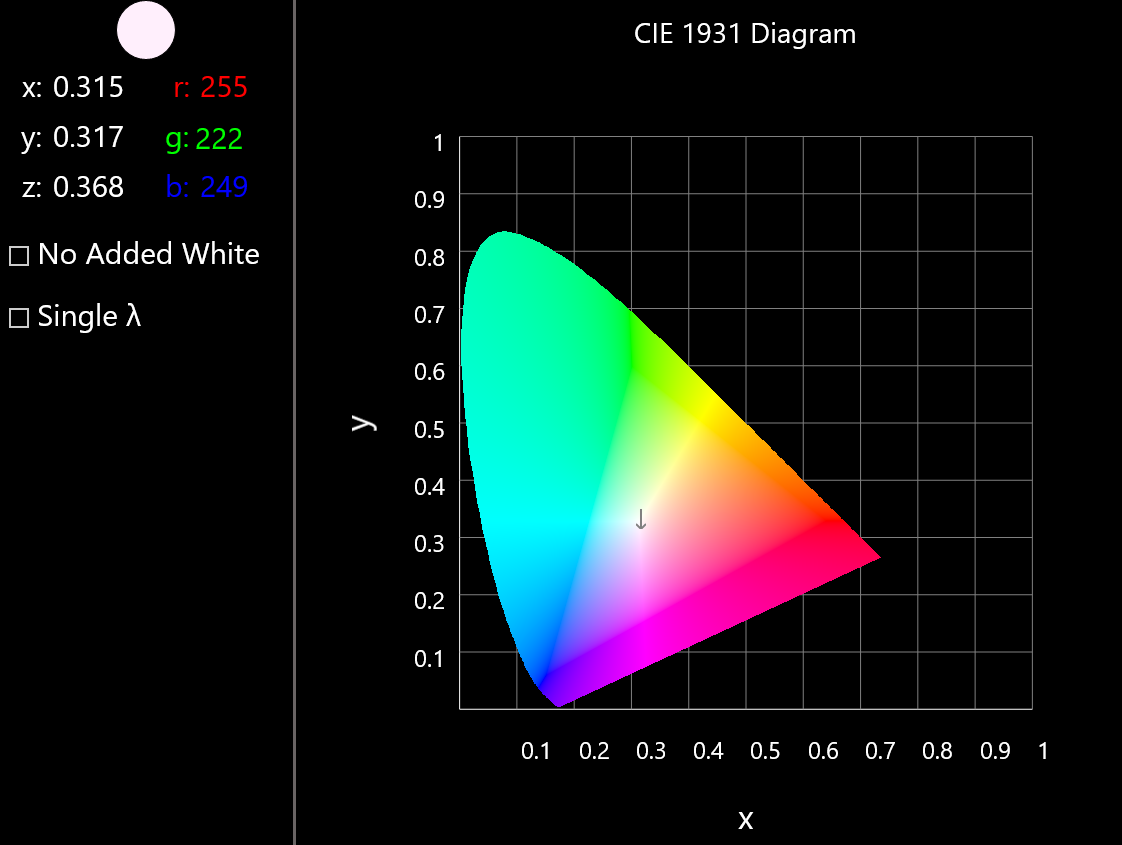 x: 0.315 r: 255
y: 0.317 g: 222
z: 0.368 b: 249
No Added White
Single λ
CIE 1931 Diagram
1
0.9
0.8
0.7
0.6
0.5
0.4
0.3
0.2
0.1
y
0.1 0.2 0.3 0.4 0.5 0.6 0.7 0.8 0.9 1
x